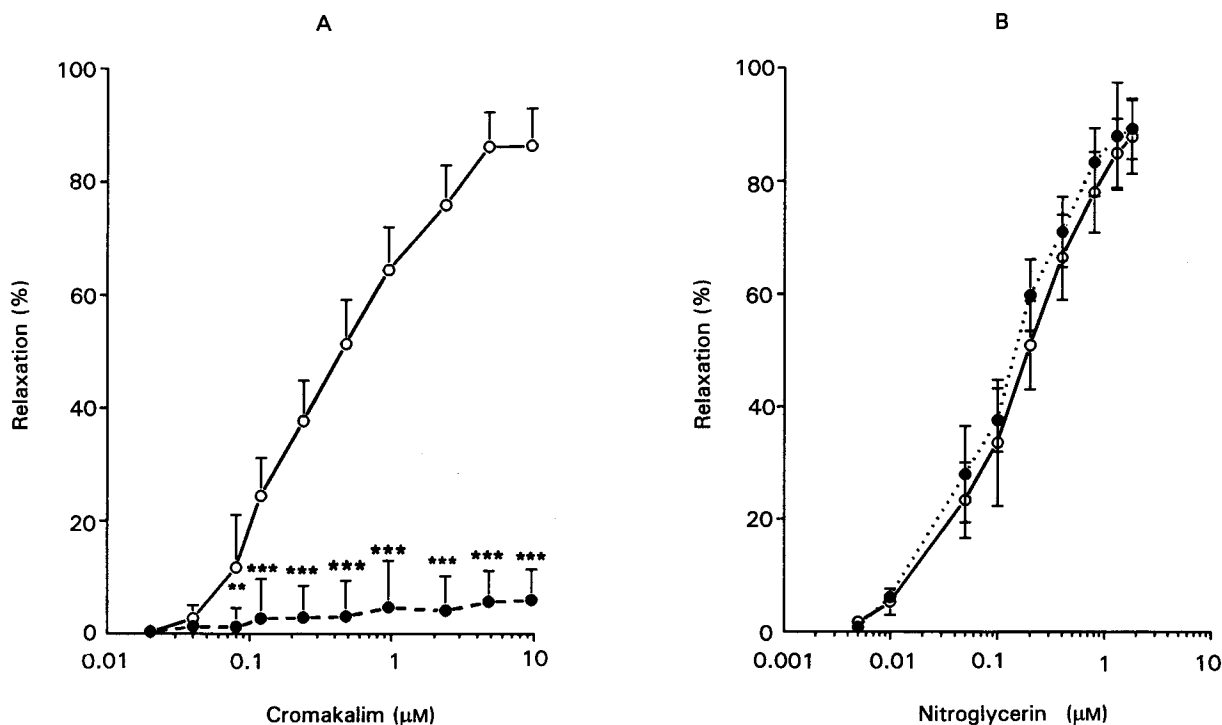 A
100
80
60
40
20
0
Relaxation (%)
** *** *** *** *** *** *** ***
0.01 0.1 1 10
Cromakalim (μM)
B
100
80
60
40
20
0
Relaxation (%)
0.001 0.01 0.1 1 10
Nitroglycerin (μM)